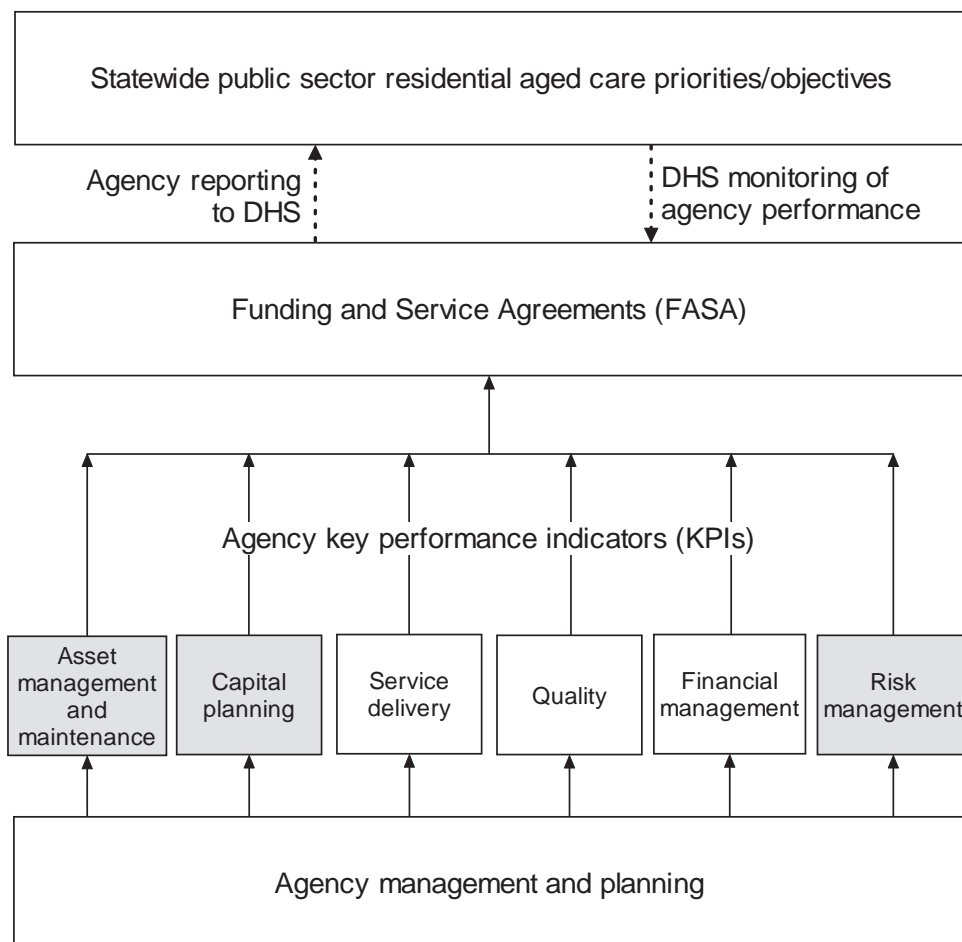 Statewide public sector residential aged care priorities/objectives
Agency reporting
to DHS
DHS monitoring of
agency performance
Funding and Service Agreements (FASA)
Agency key performance indicators (KPIs)
Asset
management
and
maintenance
Capital
planning
Service
delivery
Quality
Financial
management
Risk
management
Agency management and planning